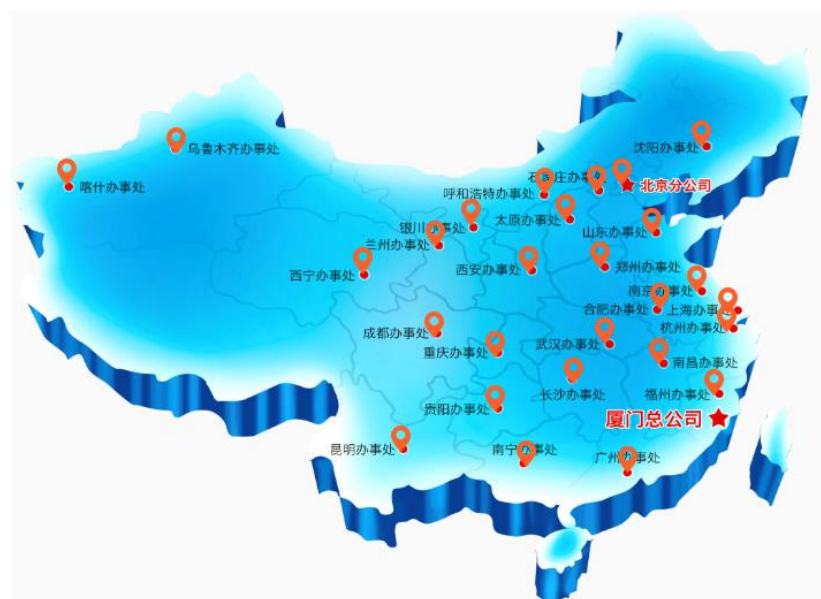 乌鲁木齐办事处
沈阳办事处
石家庄办事处
北京分公司
喀什办事处
呼和浩特办事处
太原办事处
银川办事处
山东办事处
兰州办事处
西宁办事处
西安办事处
郑州办事处
南京办事处
合肥办事处
上海办事处
杭州办事处
成都办事处
武汉办事处
重庆办事处
南昌办事处
长沙办事处
福州办事处
贵阳办事处
厦门总公司
昆明办事处
南宁办事处
广州办事处